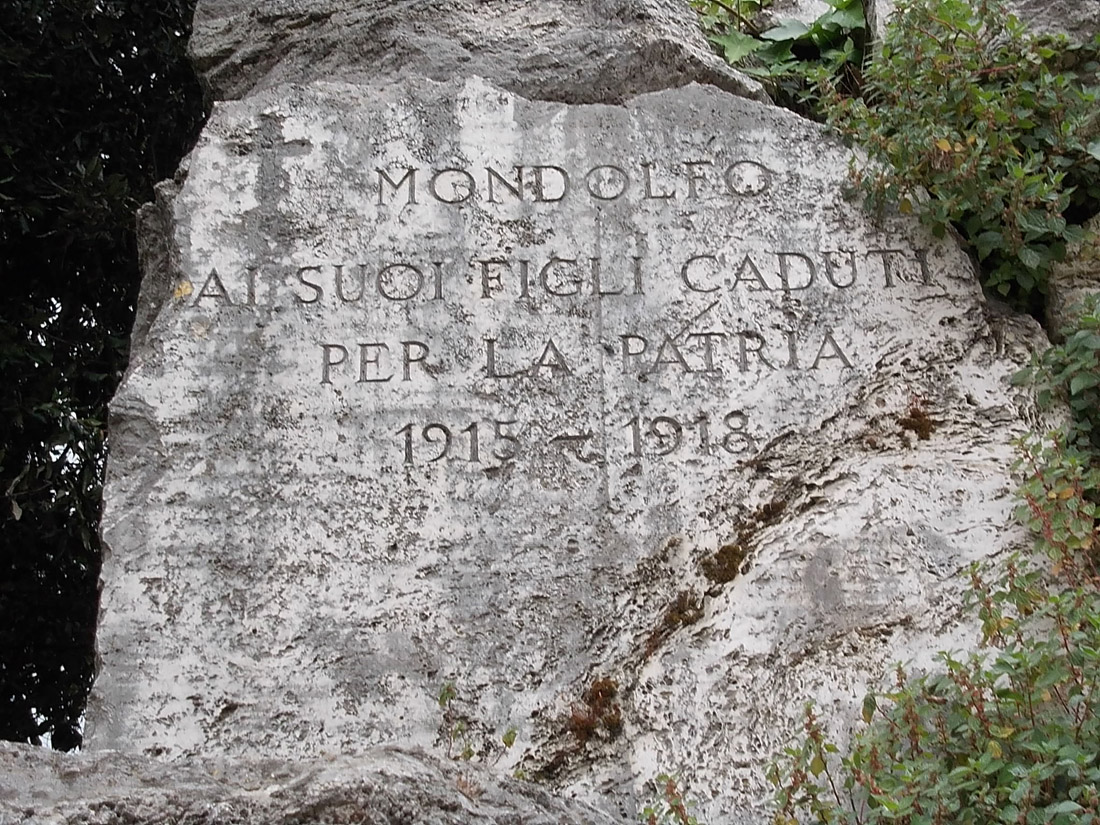 MONDOLFO
AI SUOI FIGLI CADUTI
PER LA PATRIA
1915 ~ 1918